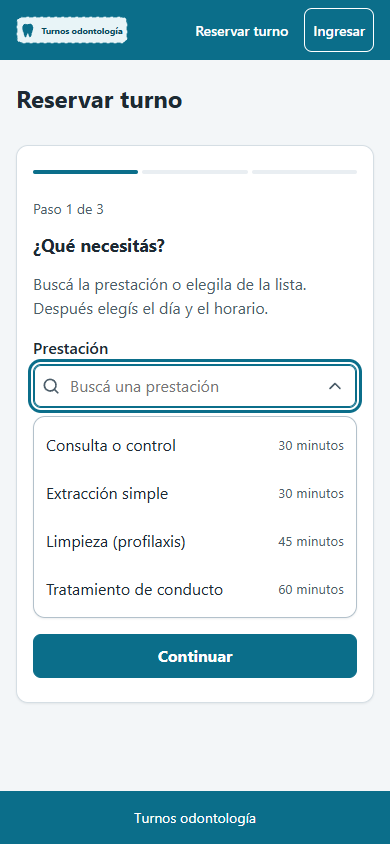 Turnos odontología
Reservar turno
Ingresar
Reservar turno
Paso 1 de 3
¿Qué necesitás?
Buscá la prestación o elegila de la lista.
Después elegís el día y el horario.
Prestación
Buscá una prestación
Consulta o control 30 minutos
Extracción simple 30 minutos
Limpieza (profilaxis) 45 minutos
Tratamiento de conducto 60 minutos
Continuar
Turnos odontología